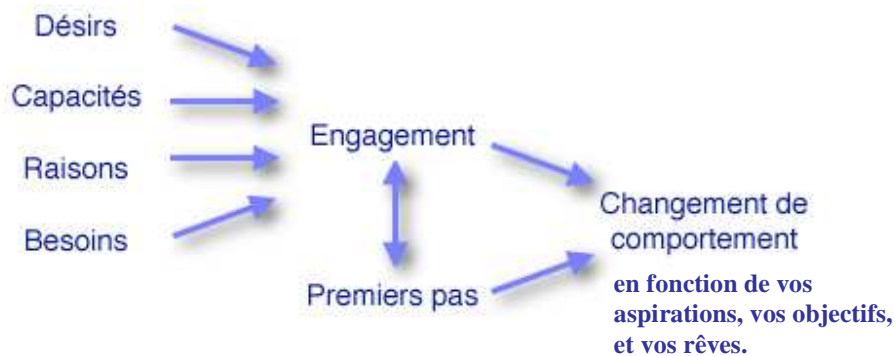 Désirs
Capacités
Raisons
Besoins
Engagement
Premiers pas
Changement de
comportement
en fonction de vos
aspirations, vos objectifs,
et vos rêves.